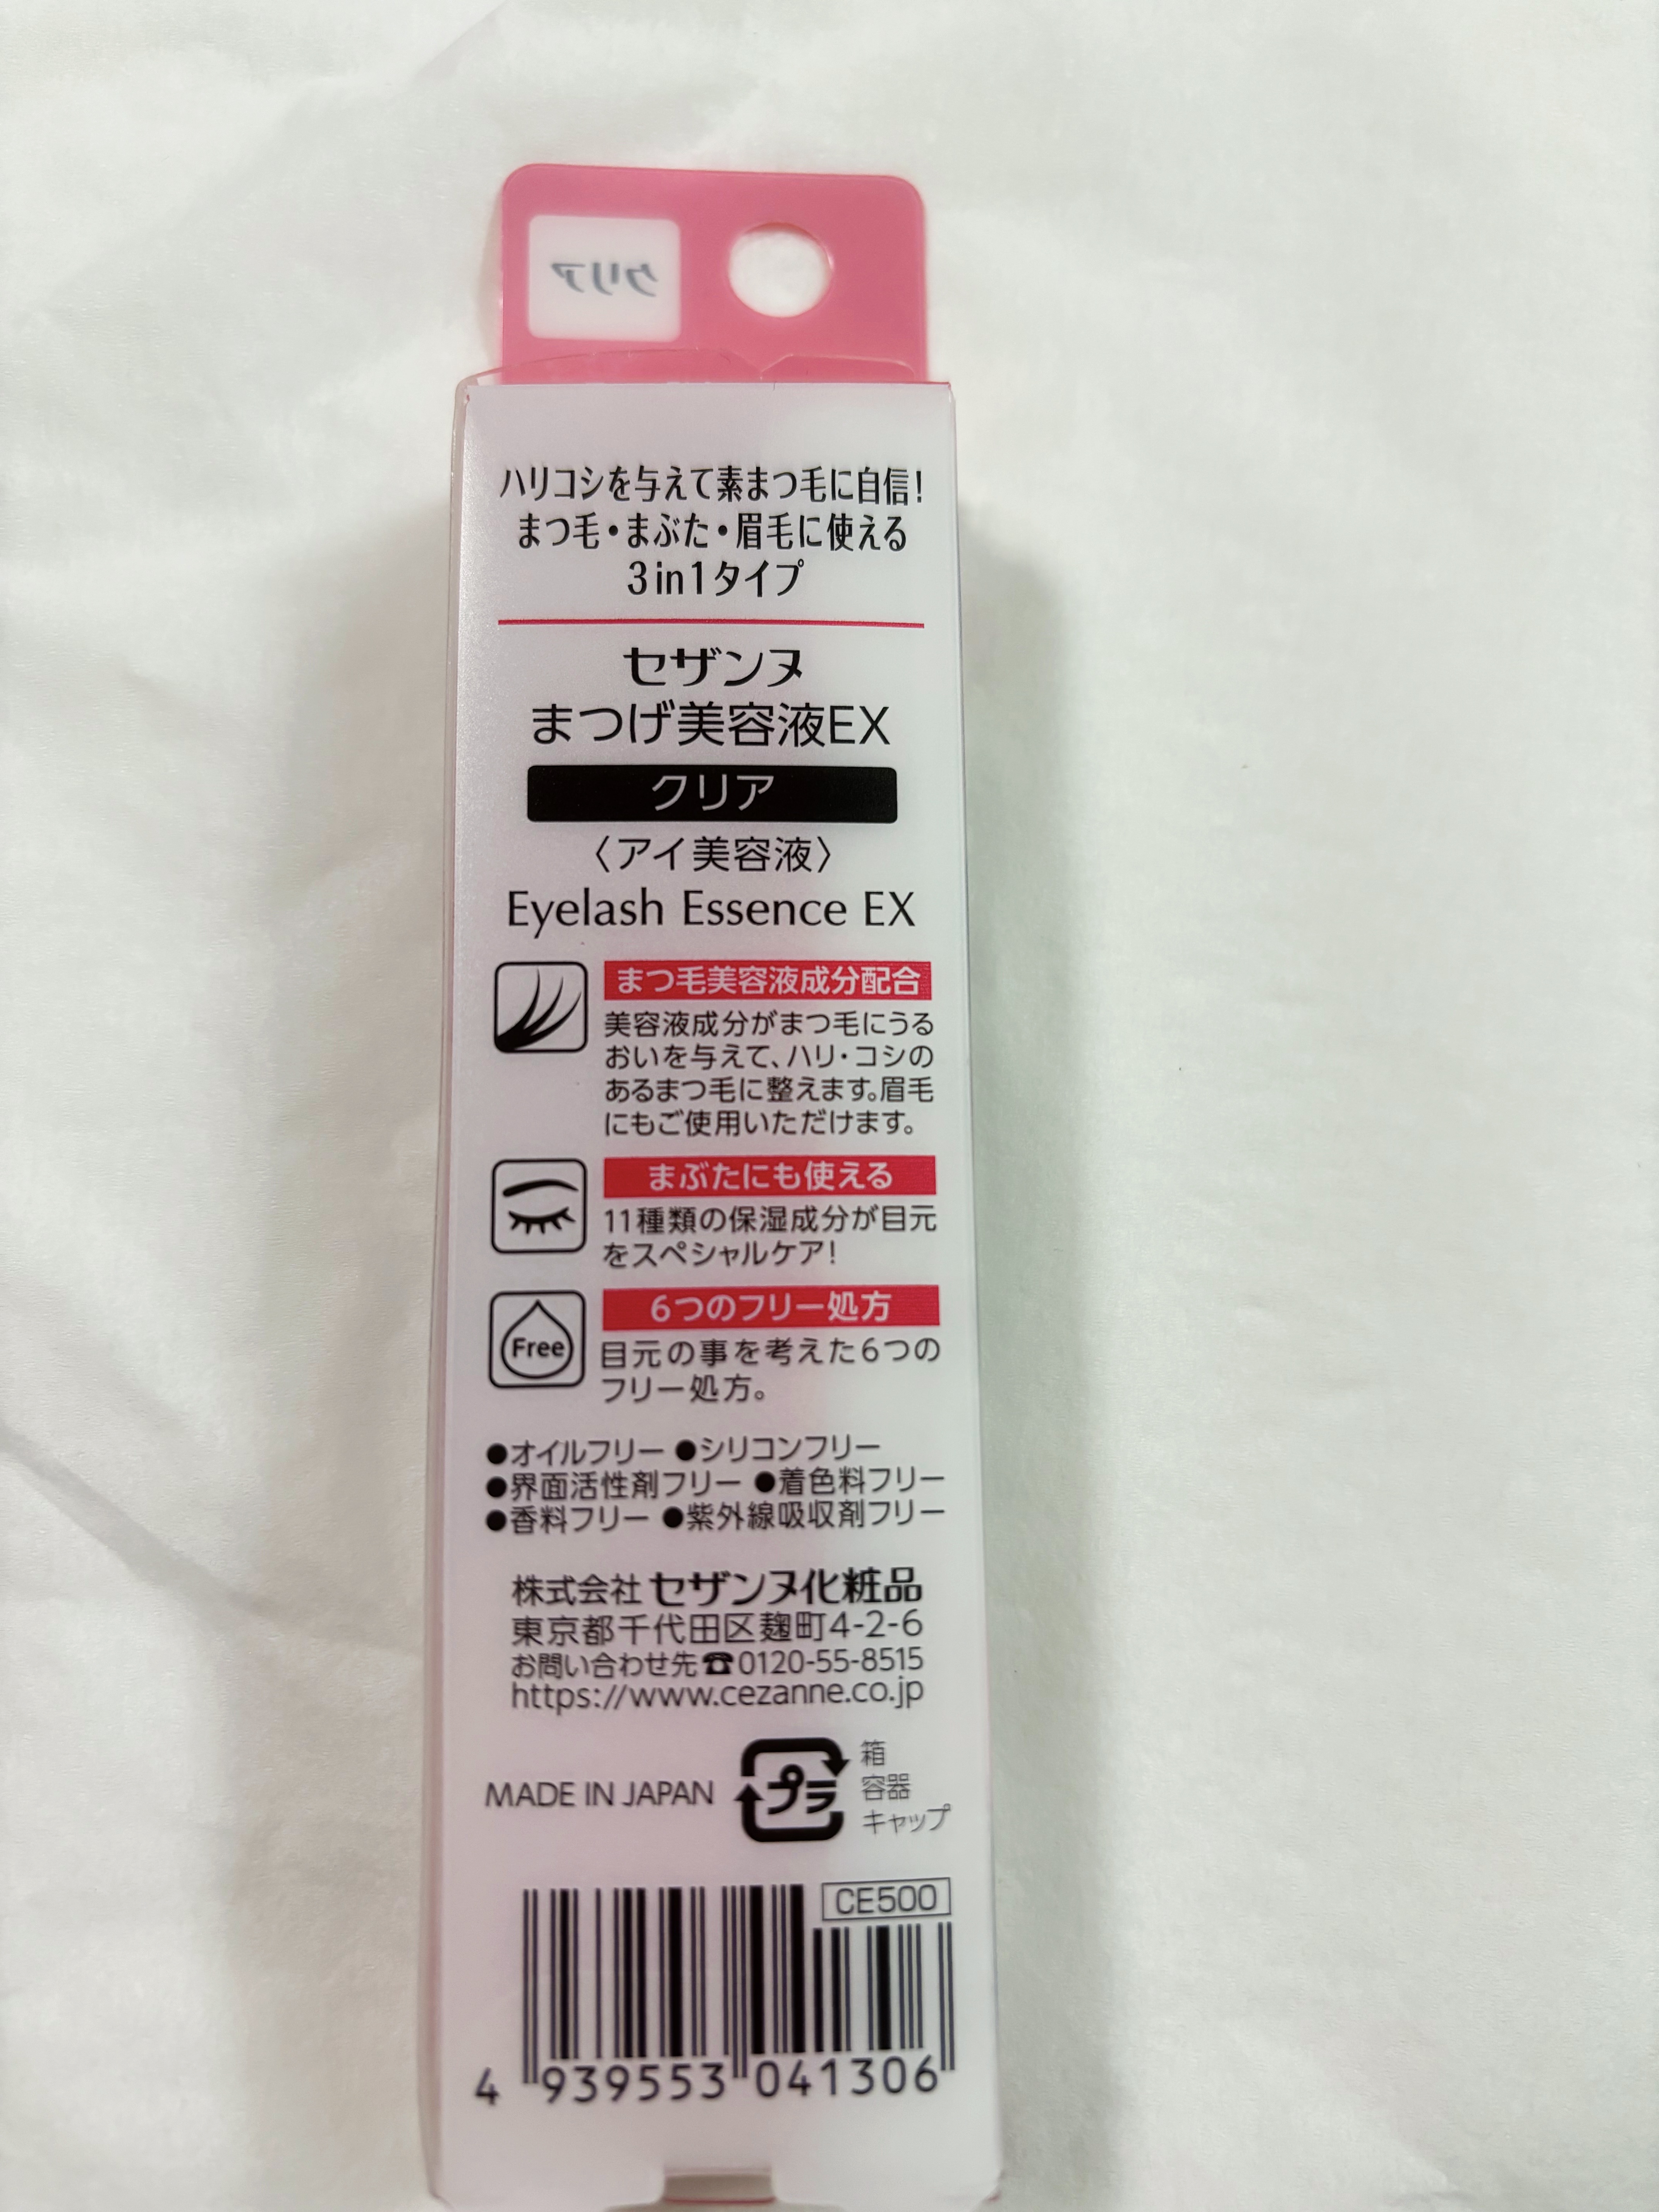 クリア
ハリコシを与えて素まつ毛に自信!
まつ毛・まぶた・眉毛に使える
3in1タイプ
セザンヌ
まつげ美容液EX
クリア
〈アイ美容液〉
Eyelash Essence EX
まつ毛美容液成分配合
美容液成分がまつ毛にうる
おいを与えて、ハリ・コシの
あるまつ毛に整えます。眉毛
にもご使用いただけます。
まぶたにも使える
11種類の保湿成分が目元
をスペシャルケア!
Free
6つのフリー処方
目元の事を考えた6つの
フリー処方。
●オイルフリー ●シリコンフリー
●界面活性剤フリー ●着色料フリー
●香料フリー ●紫外線吸収剤フリー
株式会社 セザンヌ化粧品
東京都千代田区麹町4-2-6
お問い合わせ先☎0120-55-8515
https://www.cezanne.co.jp
MADE IN JAPAN
プラ
箱
容器
キャップ
CE500
4 939553 041306